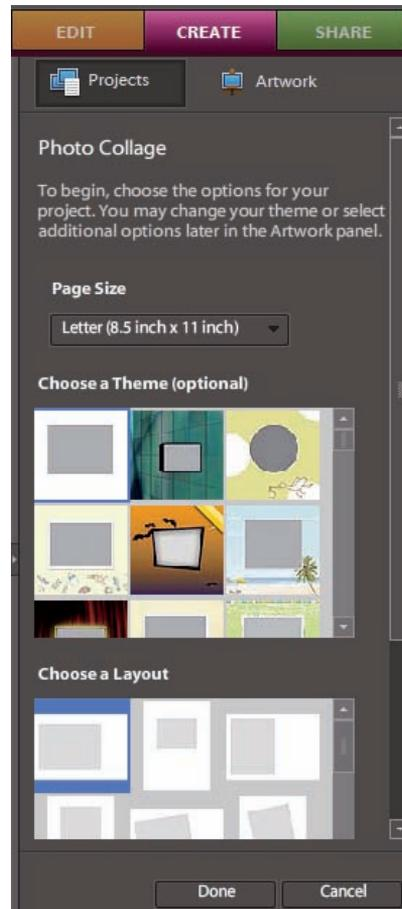 EDIT CREATE SHARE
Projects Artwork
Photo Collage
To begin, choose the options for your
project. You may change your theme or select
additional options later in the Artwork panel.
Page Size
Letter (8.5 inch x 11 inch)
Choose a Theme (optional)
Choose a Layout
Done Cancel